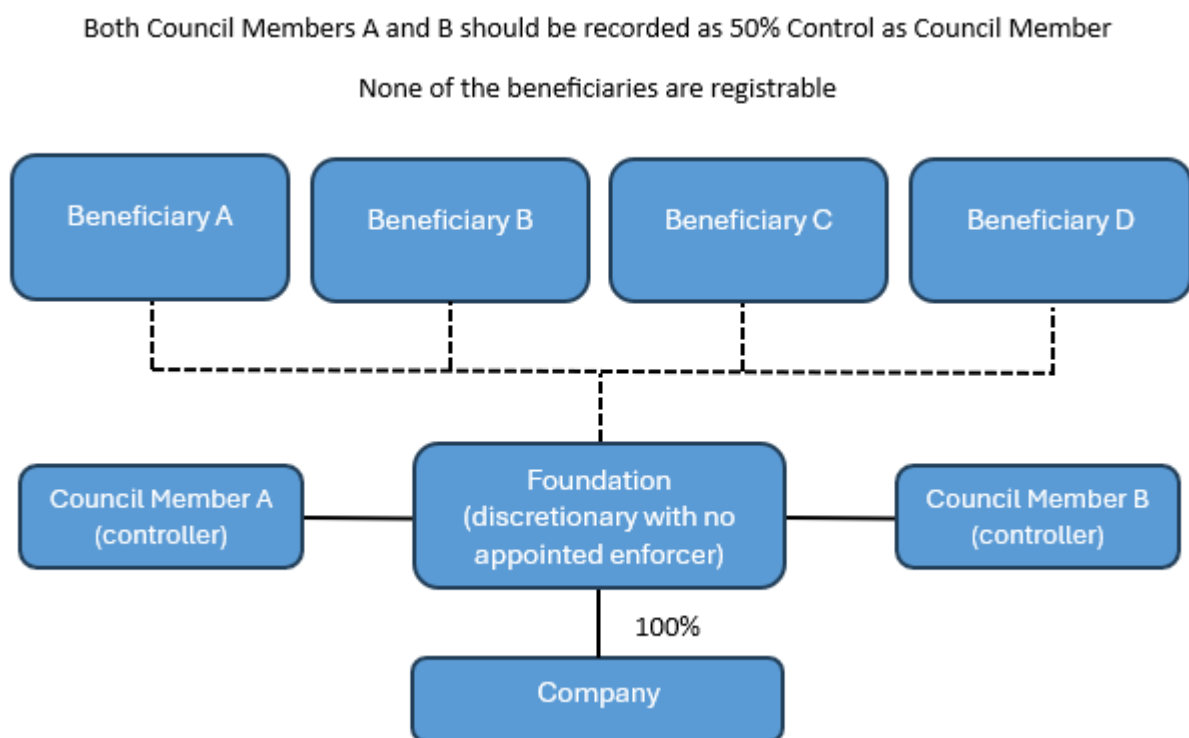 Both Council Members A and B should be recorded as 50% Control as Council Member
None of the beneficiaries are registrable
Beneficiary A
Beneficiary B
Beneficiary C
Beneficiary D
Council Member A
(controller)
Foundation
(discretionary with no
appointed enforcer)
Council Member B
(controller)
100%
Company